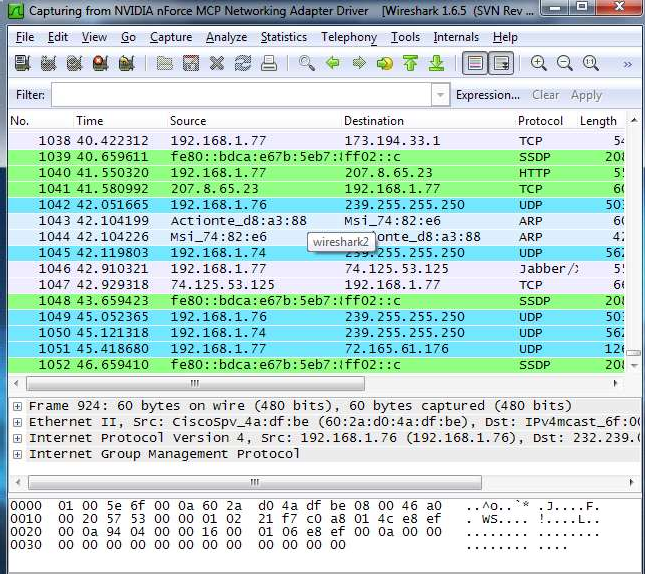 Capturing from NVIDIA nForce MCP Networking Adapter Driver [Wireshark 1.6.5 (SVN Rev ...
File Edit View Go Capture Analyze Statistics Telephony Tools Internals Help
Filter: Expression... Clear Apply
No. Time Source Destination Protocol Length
1038 40.422312 192.168.1.77 173.194.33.1 TCP 54
1039 40.659611 fe80::bdca:e67b:5eb7:8 ff02::c SSDP 208
1040 41.550320 192.168.1.77 207.8.65.23 HTTP 55
1041 41.580992 207.8.65.23 192.168.1.77 TCP 60
1042 42.051665 192.168.1.76 239.255.255.250 UDP 503
1043 42.104199 Actionte_d8:a3:88 Msi_74:82:e6 ARP 60
1044 42.104226 Msi_74:82:e6 onte_d8:a3:88 ARP 42
wireshark2
1045 42.119803 192.168.1.74 239.255.255.250 UDP 562
1046 42.910321 192.168.1.77 74.125.53.125 Jabber/ 55
1047 42.929318 74.125.53.125 192.168.1.77 TCP 66
1048 43.659423 fe80::bdca:e67b:5eb7:8 ff02::c SSDP 208
1049 45.052365 192.168.1.76 239.255.255.250 UDP 503
1050 45.121318 192.168.1.74 239.255.255.250 UDP 562
1051 45.418680 192.168.1.77 72.165.61.176 UDP 126
1052 46.659410 fe80::bdca:e67b:5eb7:8 ff02::c SSDP 208
Frame 924: 60 bytes on wire (480 bits), 60 bytes captured (480 bits)
Ethernet II, Src: CiscoSpv_4a:df:be (60:2a:d0:4a:df:be), Dst: IPv4mcast_6f:00
Internet Protocol Version 4, Src: 192.168.1.76 (192.168.1.76), Dst: 232.239.0
Internet Group Management Protocol
0000 01 00 5e 6f 00 0a 60 2a d0 4a df be 08 00 46 a0 ..^o..`* .J....F.
0010 00 20 57 53 00 00 01 02 21 f7 c0 a8 01 4c e8 ef . WS.... !....L..
0020 00 0a 94 04 00 00 16 00 01 06 e8 ef 00 0a 00 00 ........ ........
0030 00 00 00 00 00 00 00 00 00 00 00 00 ........ ....